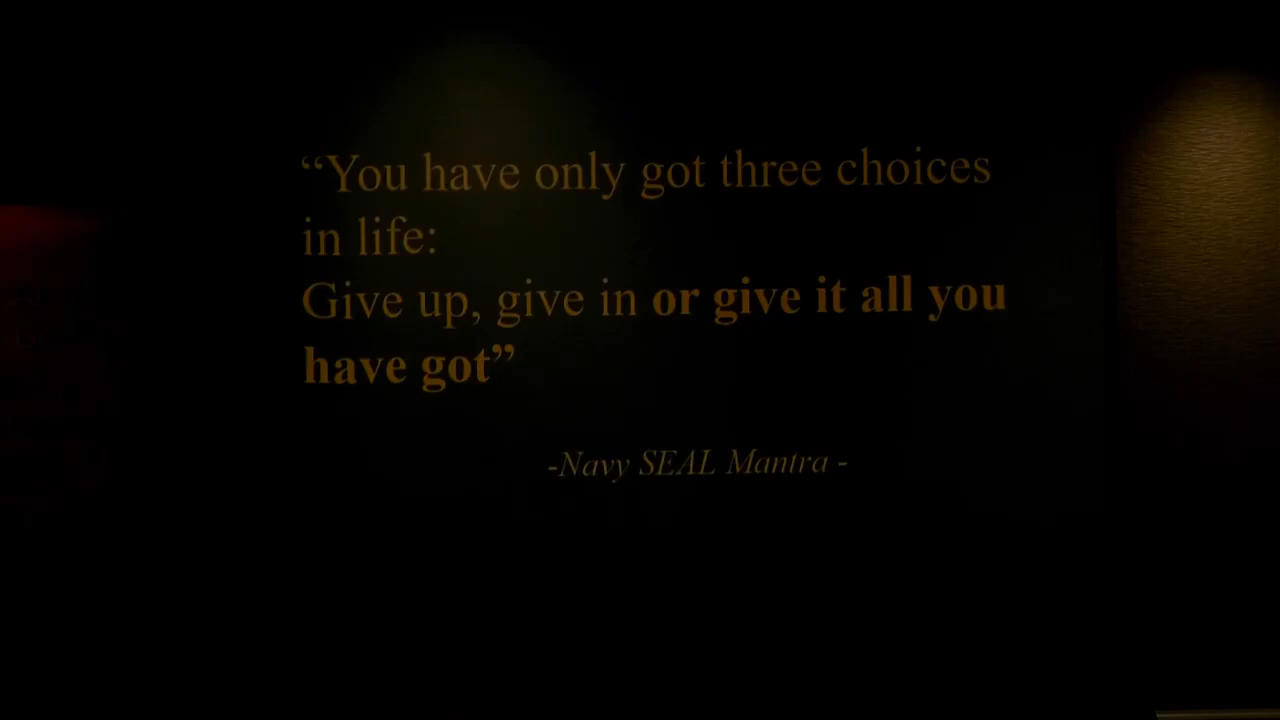 “You have only got three choices
in life:
Give up, give in or give it all you
have got”
-Navy SEAL Mantra -